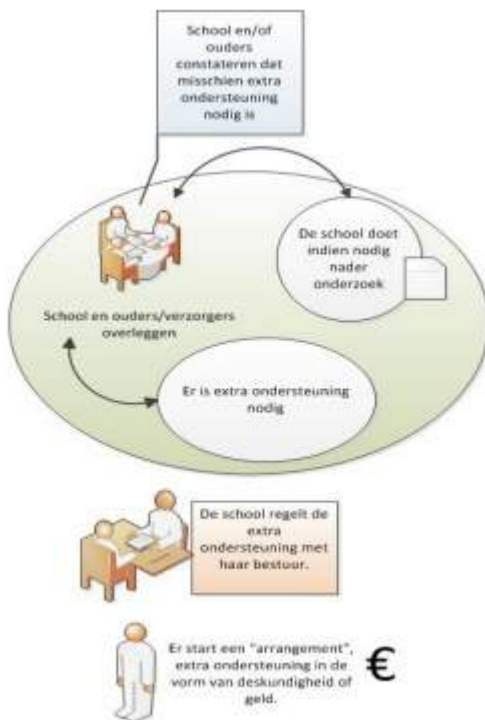 School en/of
ouders
constateren dat
misschien extra
ondersteuning
nodig is
De school doet
indien nodig
nader
onderzoek
School en ouders/verzorgers
overleggen
Er is extra ondersteuning
nodig
De school regelt de
extra
ondersteuning met
haar bestuur.
Er start een "arrangement",
extra ondersteuning in de
vorm van deskundigheid of
geld.
€